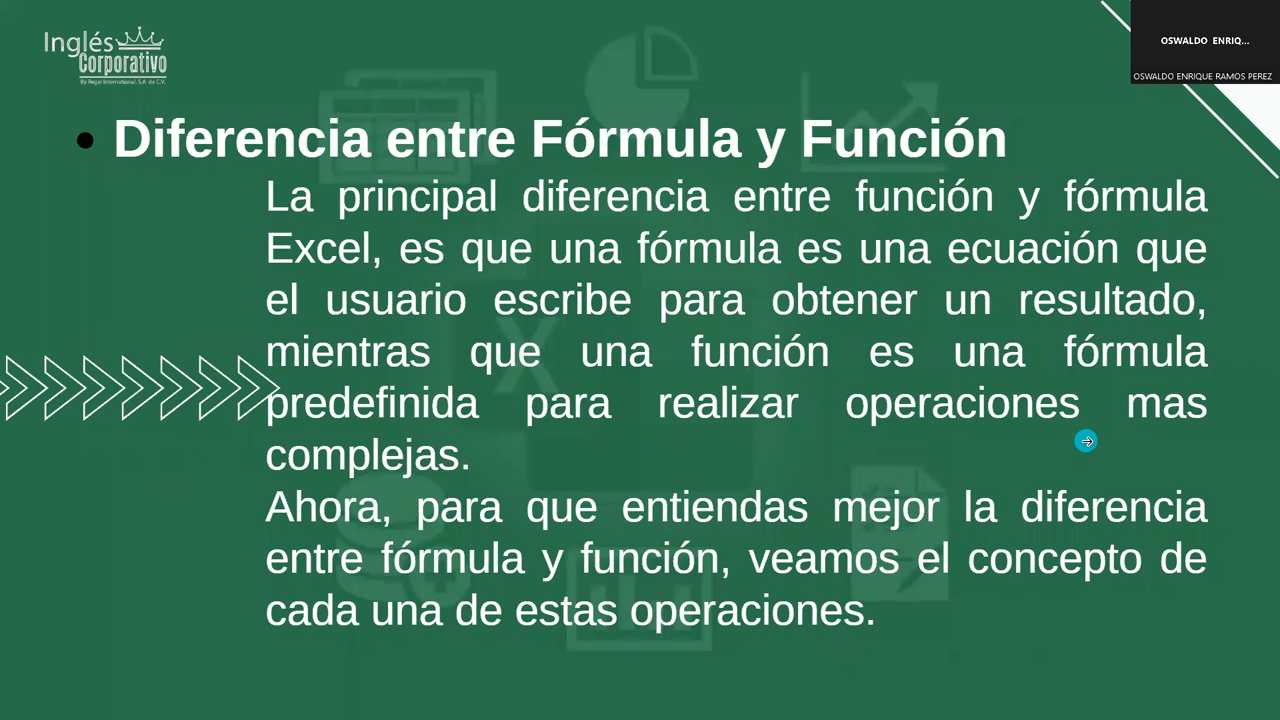 Inglés
Corporativo
By Regal International, S.A. de C.V.
OSWALDO ENRIQ...
OSWALDO ENRIQUE RAMOS PEREZ
• Diferencia entre Fórmula y Función
La principal diferencia entre función y fórmula
Excel, es que una fórmula es una ecuación que
el usuario escribe para obtener un resultado,
mientras que una función es una fórmula
predefinida para realizar operaciones mas
complejas.
Ahora, para que entiendas mejor la diferencia
entre fórmula y función, veamos el concepto de
cada una de estas operaciones.